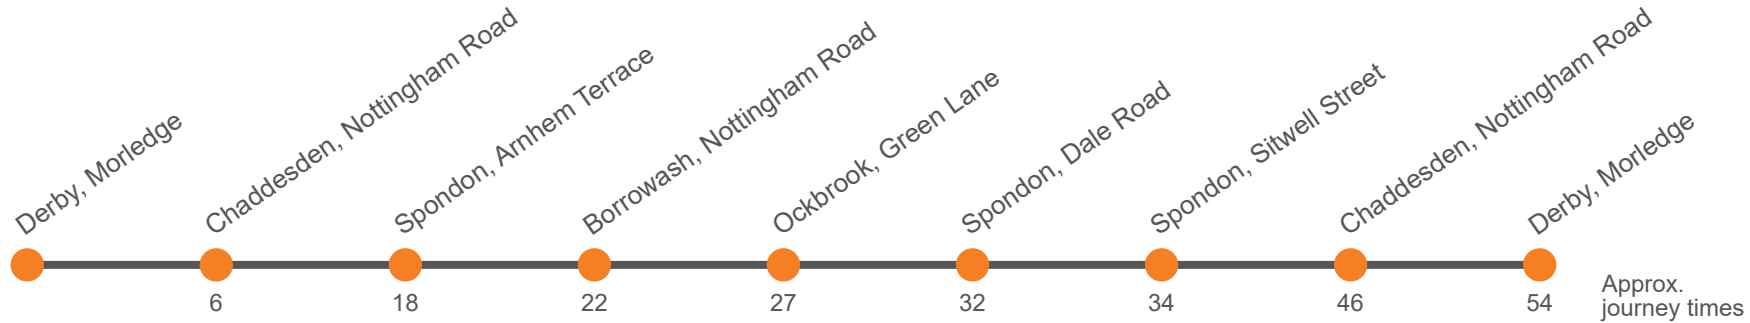 Derby, Morledge
Chaddesden, Nottingham Road
Spondon, Arnhem Terrace
Borrowash, Nottingham Road
Ockbrook, Green Lane
Spondon, Dale Road
Spondon, Sitwell Street
Chaddesden, Nottingham Road
Derby, Morledge
6
18
22
27
32
34
46
54
Approx.
journey times